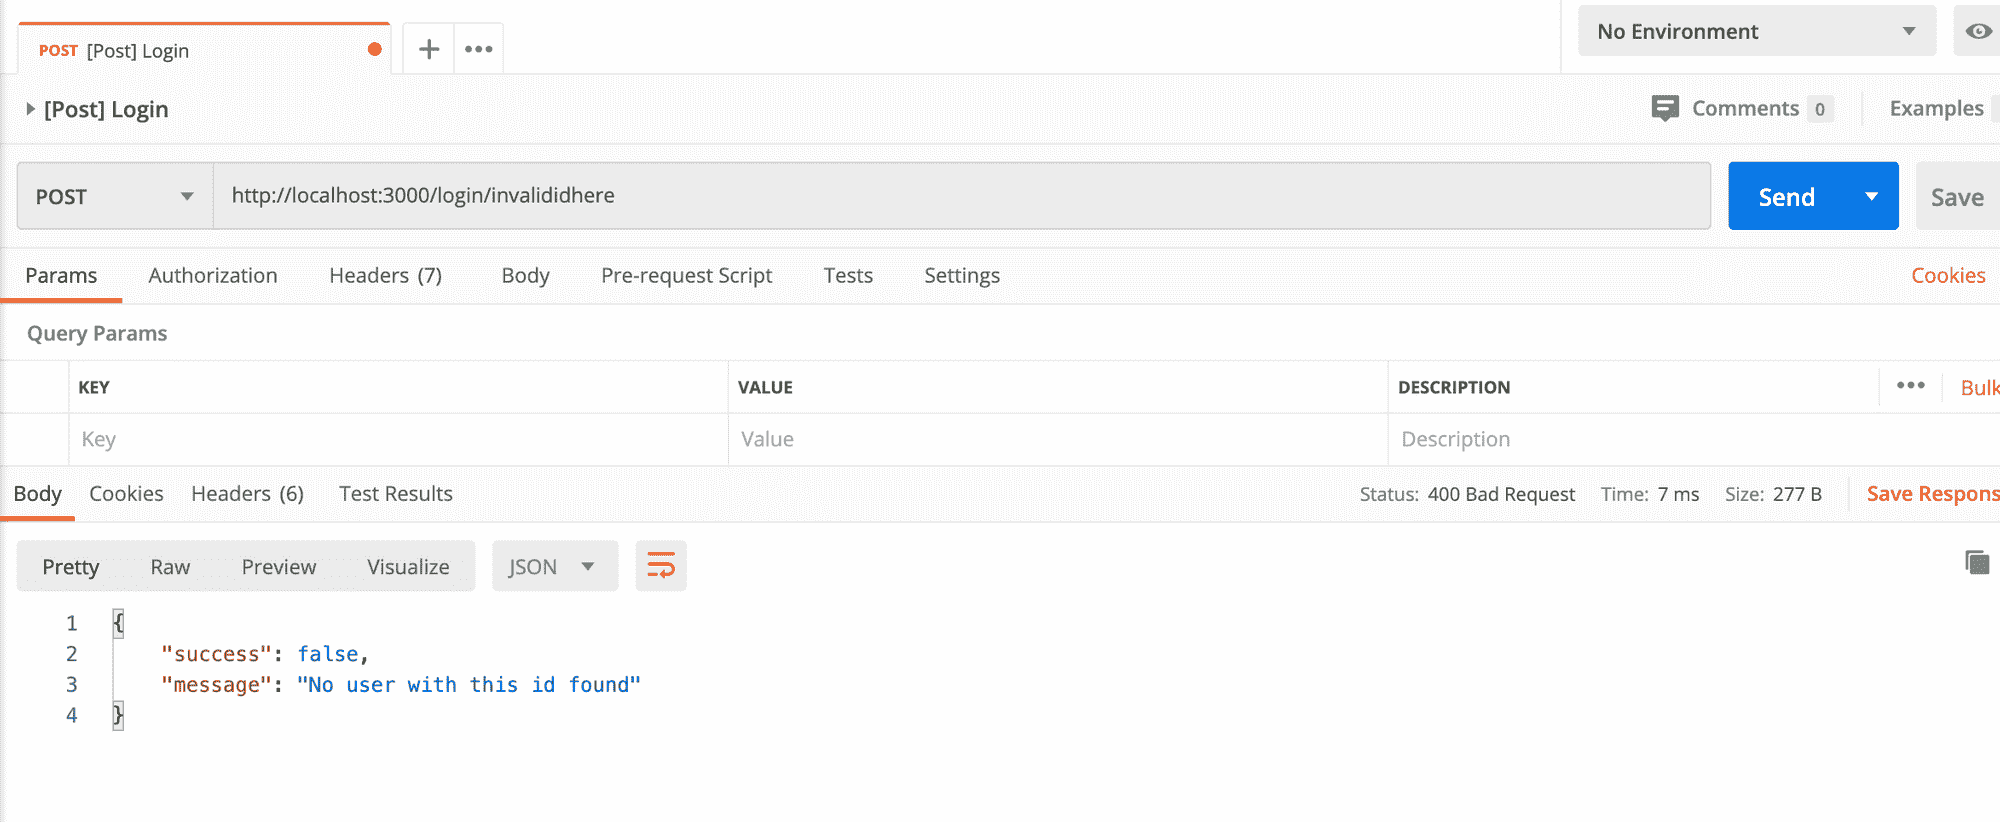 POST [Post] Login
No Environment
[Post] Login
Comments 0
Examples
POST
http://localhost:3000/login/invalididhere
Send
Save
Params Authorization Headers (7) Body Pre-request Script Tests Settings Cookies
Query Params
KEY VALUE DESCRIPTION Bulk
Key Value Description
Body Cookies Headers (6) Test Results Status: 400 Bad Request Time: 7 ms Size: 277 B Save Respons
Pretty Raw Preview Visualize JSON
1 {
2 "success": false,
3 "message": "No user with this id found"
4 }